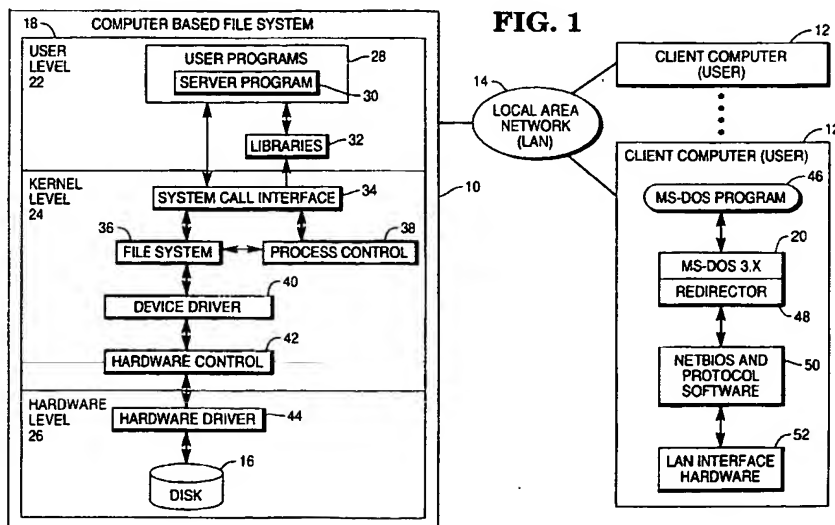 FIG. 1
COMPUTER BASED FILE SYSTEM
18
USER LEVEL 22
USER PROGRAMS
28
SERVER PROGRAM
30
LIBRARIES
32
KERNEL LEVEL 24
SYSTEM CALL INTERFACE
34
36
FILE SYSTEM
38
PROCESS CONTROL
40
DEVICE DRIVER
42
HARDWARE CONTROL
HARDWARE LEVEL 26
HARDWARE DRIVER
44
16
DISK
10
14
LOCAL AREA
NETWORK
(LAN)
12
CLIENT COMPUTER
(USER)
12
CLIENT COMPUTER (USER)
46
MS-DOS PROGRAM
20
MS-DOS 3.X
REDIRECTOR
48
NETBIOS AND
PROTOCOL
SOFTWARE
50
52
LAN INTERFACE
HARDWARE